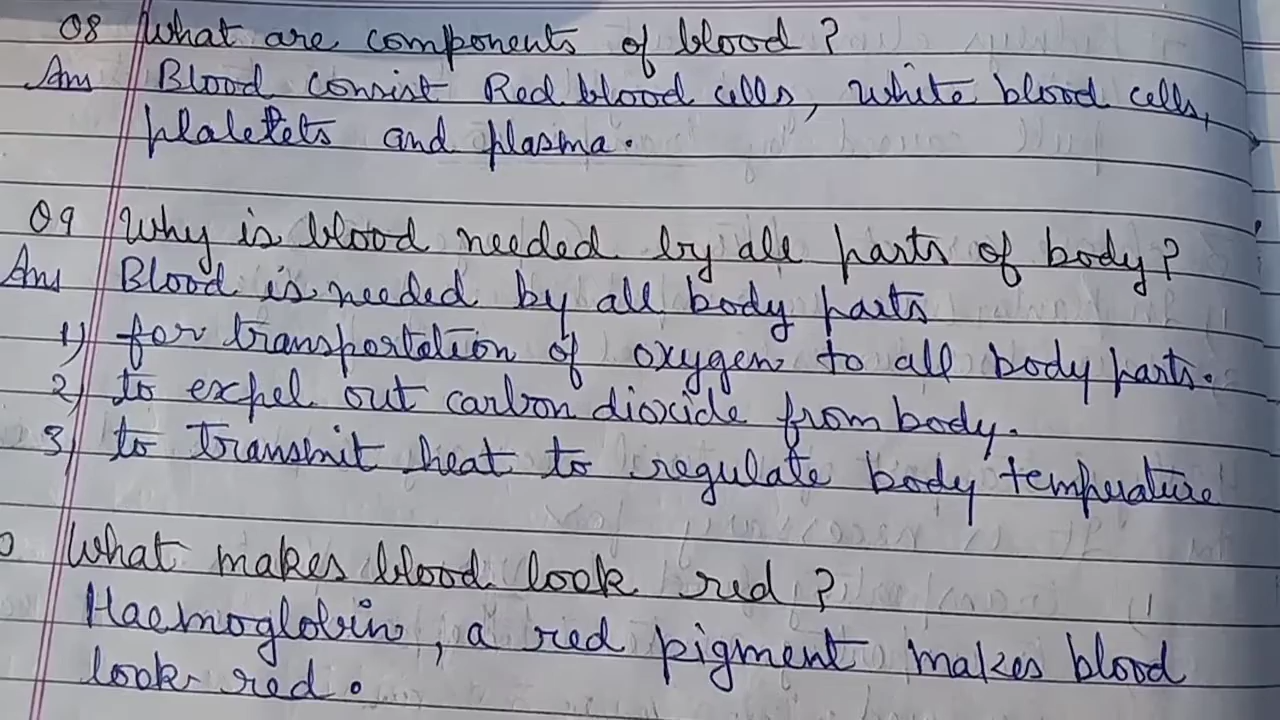 Q8 What are components of blood ?
Ans Blood consist Red blood cells, white blood cells,
plaletets and plasma.
Q9 Why is blood needed by all parts of body?
Ans Blood is needed by all body parts
1) for transportation of oxygen to all body parts.
2) to expel out carbon dioxide from body.
3) to transmit heat to regulate body temperature
0 What makes blood look red ?
Haemoglobin, a red pigment makes blood
look red.